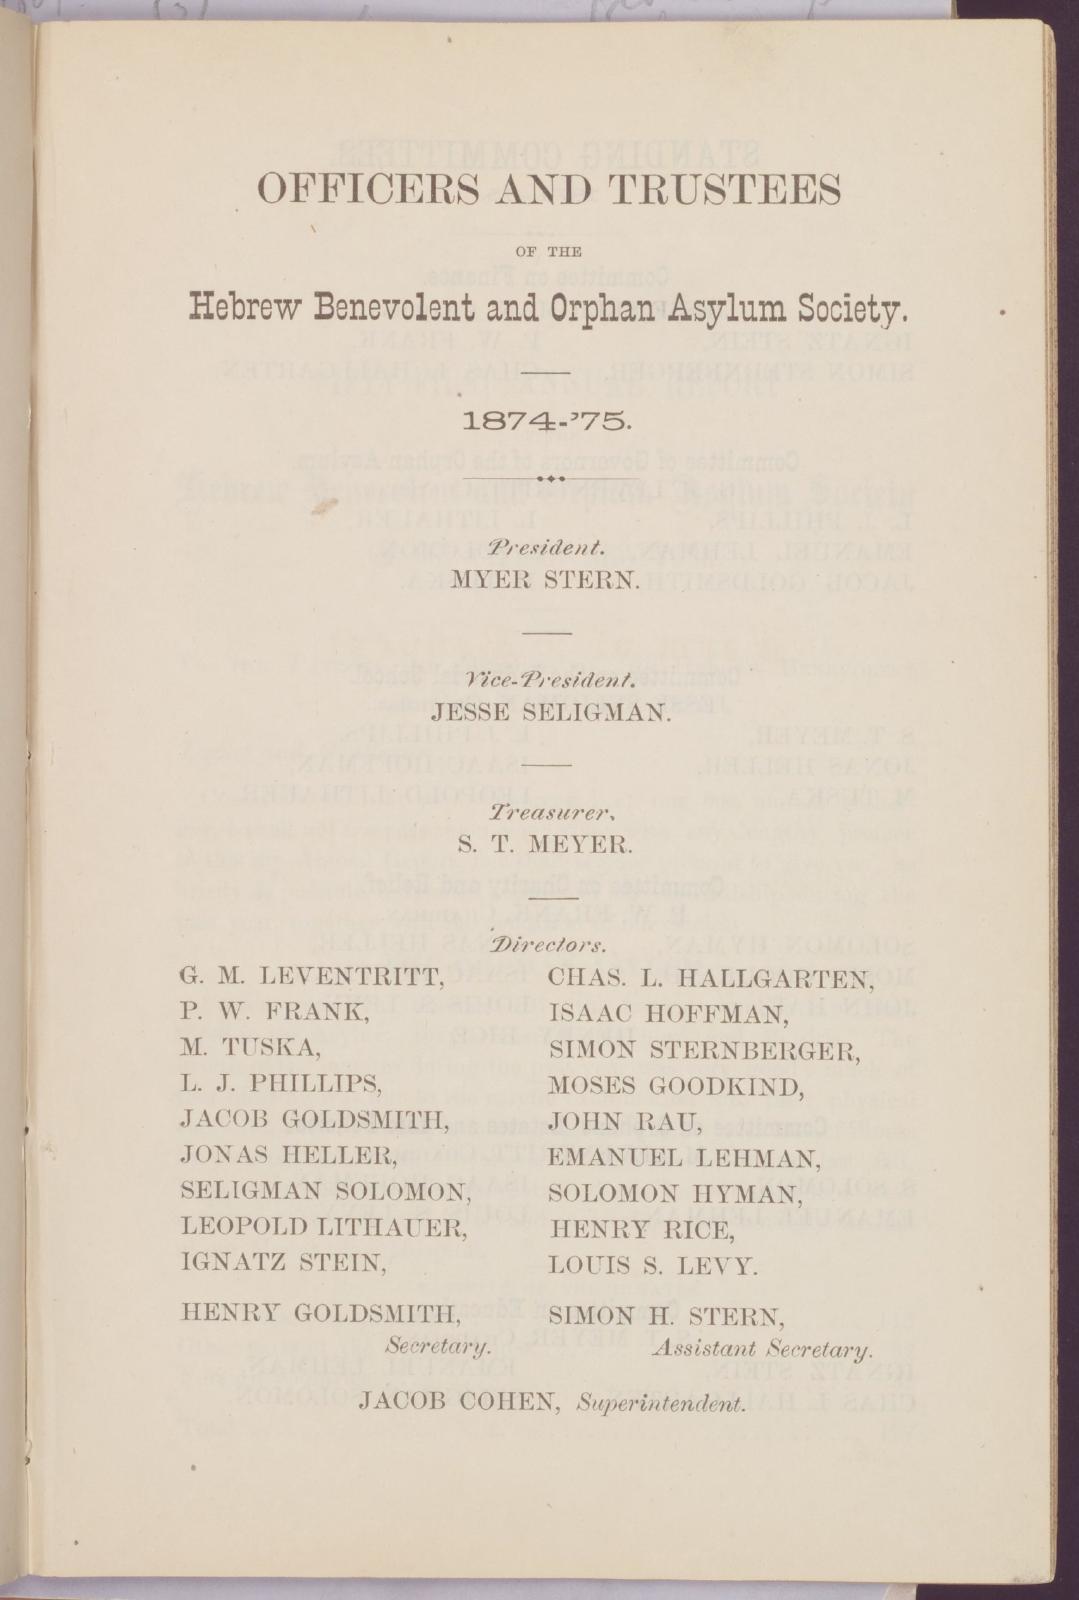 OFFICERS AND TRUSTEES
OF THE
Hebrew Benevolent and Orphan Asylum Society.
1874-'75.
President.
MYER STERN.
Vice-President.
JESSE SELIGMAN.
Treasurer.
S. T. MEYER.
Directors.
G. M. LEVENTRITT,
P. W. FRANK,
M. TUSKA,
L. J. PHILLIPS,
JACOB GOLDSMITH,
JONAS HELLER,
SELIGMAN SOLOMON,
LEOPOLD LITHAUER,
IGNATZ STEIN,
CHAS. L. HALLGARTEN,
ISAAC HOFFMAN,
SIMON STERNBERGER,
MOSES GOODKIND,
JOHN RAU,
EMANUEL LEHMAN,
SOLOMON HYMAN,
HENRY RICE,
LOUIS S. LEVY.
HENRY GOLDSMITH,
Secretary.
SIMON H. STERN,
Assistant Secretary.
JACOB COHEN, Superintendent.